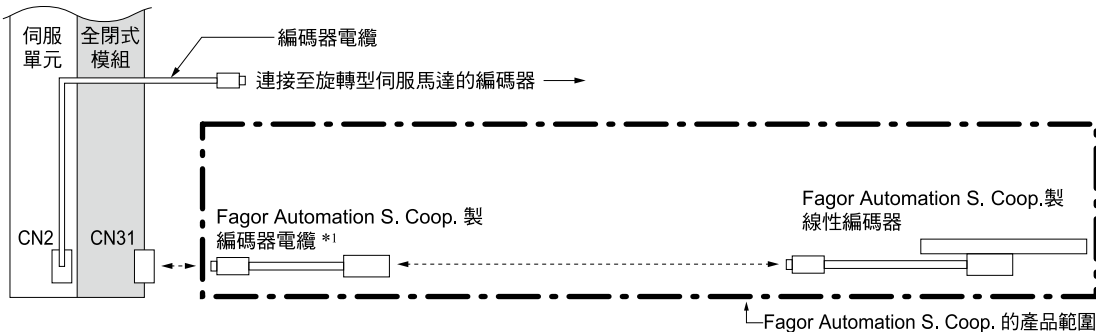 伺服
單元
全閉式
模組
編碼器電纜
連接至旋轉型伺服馬達的編碼器
Fagor Automation S. Coop. 製
編碼器電纜 *1
Fagor Automation S. Coop.製
線性編碼器
CN2
CN31
Fagor Automation S. Coop. 的產品範圍